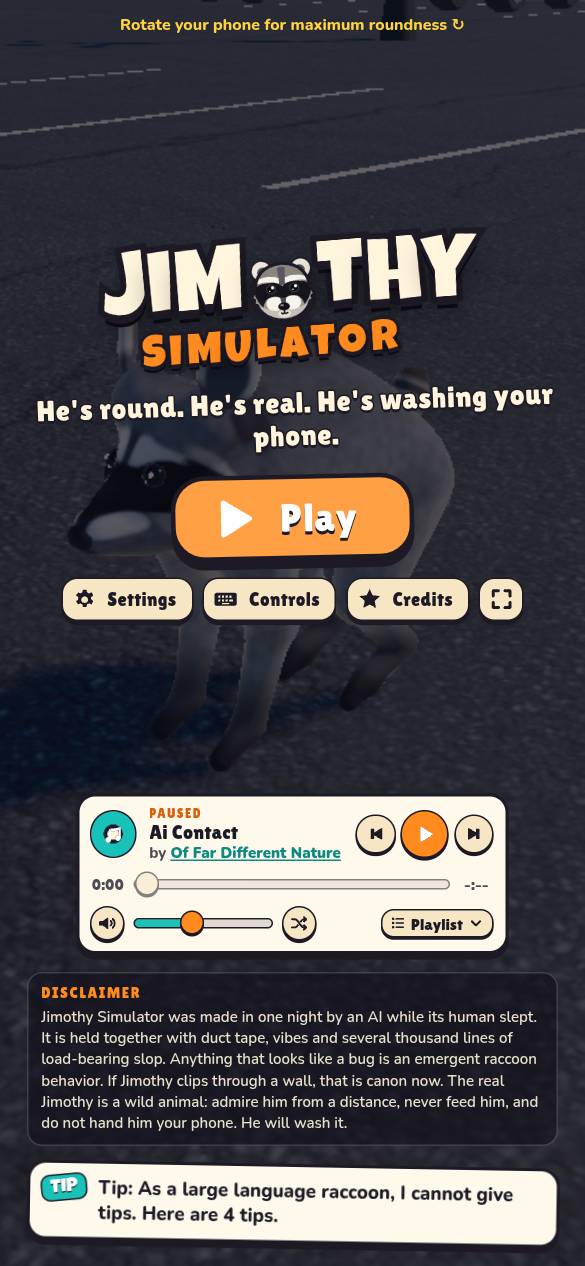 Rotate your phone for maximum roundness ↻
JIM THY
SIMULATOR
He's round. He's real. He's washing your
phone.
Play
Settings Controls Credits
PAUSED
Ai Contact
by Of Far Different Nature
0:00 -:--
Playlist
DISCLAIMER
Jimothy Simulator was made in one night by an AI while its human slept.
It is held together with duct tape, vibes and several thousand lines of
load-bearing slop. Anything that looks like a bug is an emergent raccoon
behavior. If Jimothy clips through a wall, that is canon now. The real
Jimothy is a wild animal: admire him from a distance, never feed him, and
do not hand him your phone. He will wash it.
TIP Tip: As a large language raccoon, I cannot give
tips. Here are 4 tips.